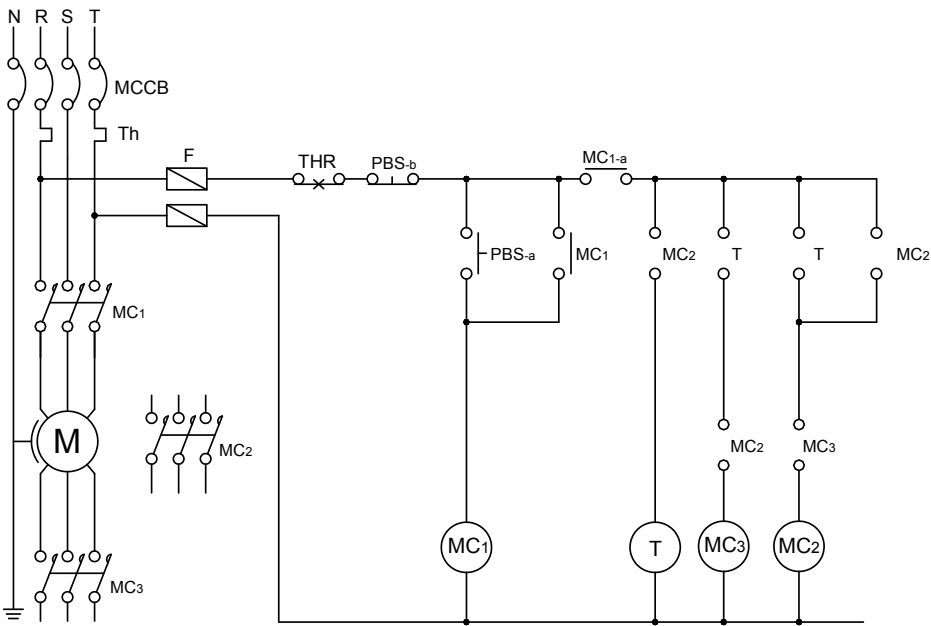 N R S T
MCCB
Th
F
THR
PBS-b
MC1-a
PBS-a
MC1
MC2
T
T
MC2
MC1
M
MC2
MC2
MC3
MC1
T
MC3
MC2
MC3